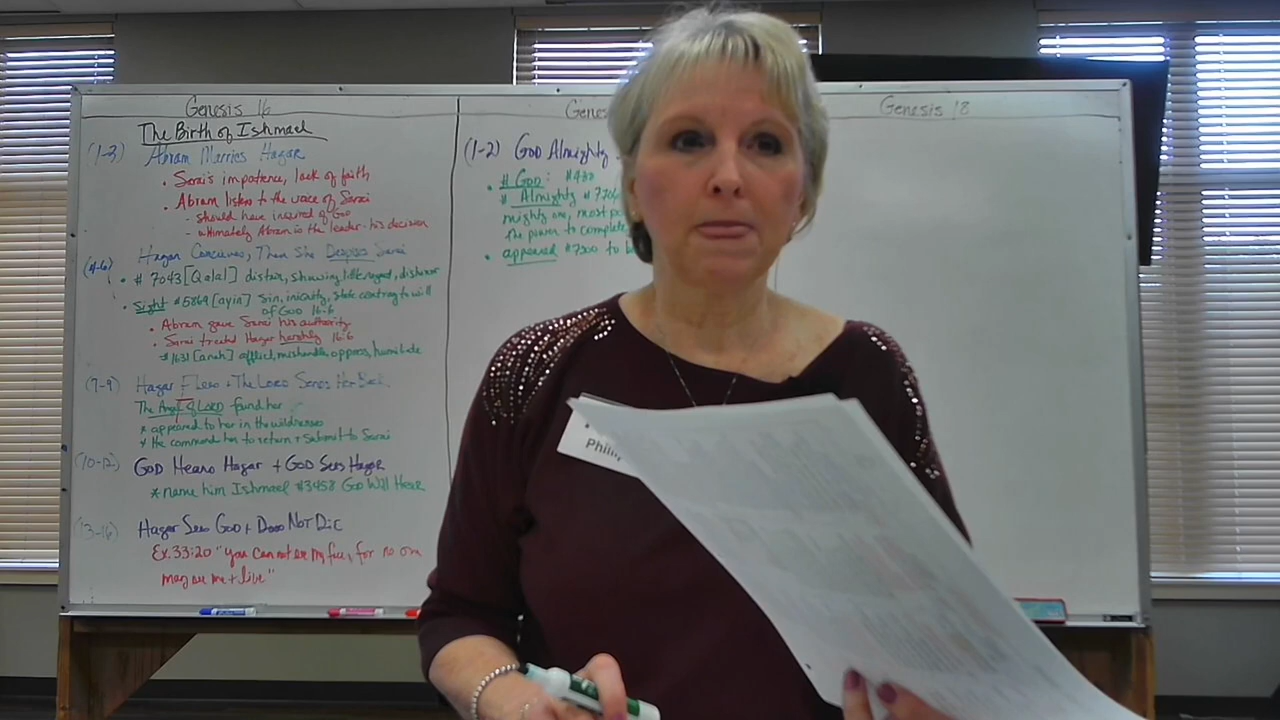 Genesis 16
The Birth of Ishmael
(1-3) Abram Marries Hagar
• Sarai's impatience, lack of faith
• Abram listen to the voice of Sarai
- should have inquired of God
- ultimately Abram is the leader - his decision
(4-6) Hagar Conceives, Then She Despise Sarai
• # 7043 [Qalal] distain, showing little regard, dishonor
• Sight #5869 [ayin] sin, iniquity, state contrary to will
of God 16:6
• Abram gave Sarai his authority
• Sarai treated Hagar harshly 16:6
#1631 [anah] afflict, mishandle, oppress, humiliate
(7-9) Hagar Flees + The Lord Sends Her Back
The Angel of LORD found her
* appeared to her in the wilderness
* He command her to return + submit to Sarai
(10-12) God Hears Hagar + God Sees Hagar
* name him Ishmael #3458 God Will Hear
(13-16) Hagar Sees God + Does Not Die
Ex. 33:20 "you can not see my face, for no one
may see me + live"
Genes
(1-2) God Almighty
• # God: #430
# Almighty
mighty one, most po
the power to complete
• appeared #7200 to b
Genesis 18
Phili